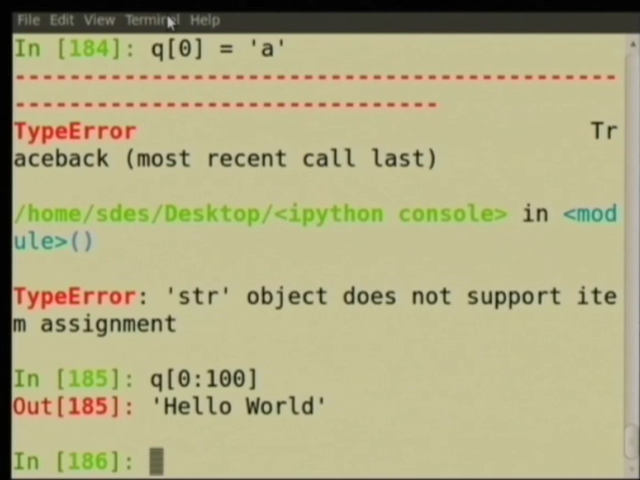 File Edit View Terminal Help
In [184]: q[0] = 'a'
--------------------------------------------
-------------------------------
TypeError Tr
aceback (most recent call last)
/home/sdes/Desktop/<ipython console> in <mod
ule>()
TypeError: 'str' object does not support ite
m assignment
In [185]: q[0:100]
Out[185]: 'Hello World'
In [186]: